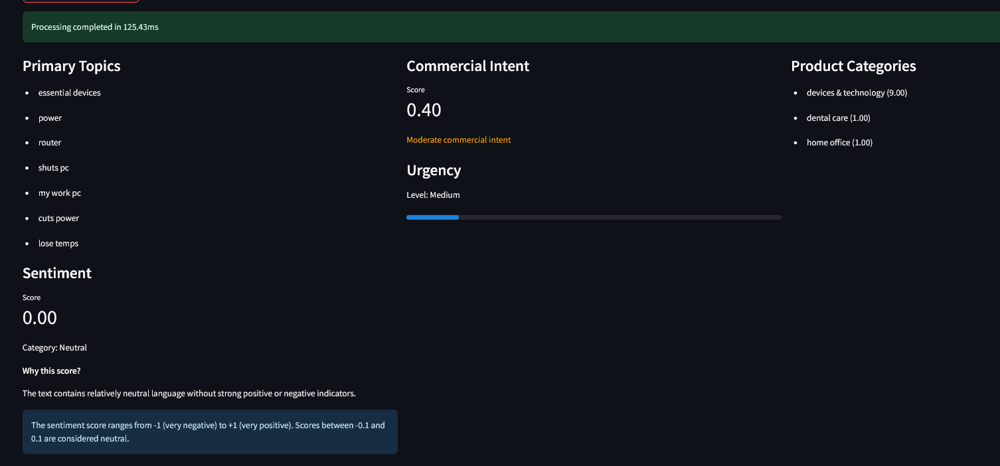 Processing completed in 125.43ms
Primary Topics
essential devices
power
router
shuts pc
my work pc
cuts power
lose temps
Sentiment
Score
0.00
Category: Neutral
Why this score?
The text contains relatively neutral language without strong positive or negative indicators.
The sentiment score ranges from -1 (very negative) to +1 (very positive). Scores between -0.1 and
0.1 are considered neutral.
Commercial Intent
Score
0.40
Moderate commercial intent
Urgency
Level: Medium
Product Categories
devices & technology (9.00)
dental care (1.00)
home office (1.00)